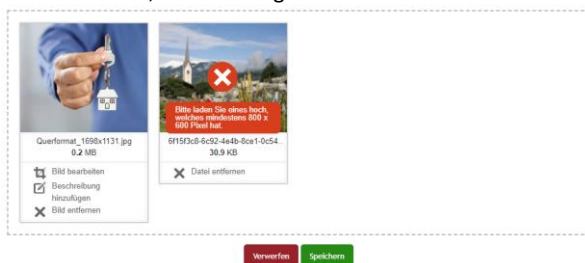 Bitte laden Sie eines hoch,
welches mindestens 800 x
600 Pixel hat.
Querformat_1698x1131.jpg
0.2 MB
6f15f3c8-6c92-4e4b-8ce1-0c54..
30.9 KB
Bild bearbeiten
Beschreibung
hinzufügen
Bild entfernen
Datei entfernen
Verwerfen
Speichern